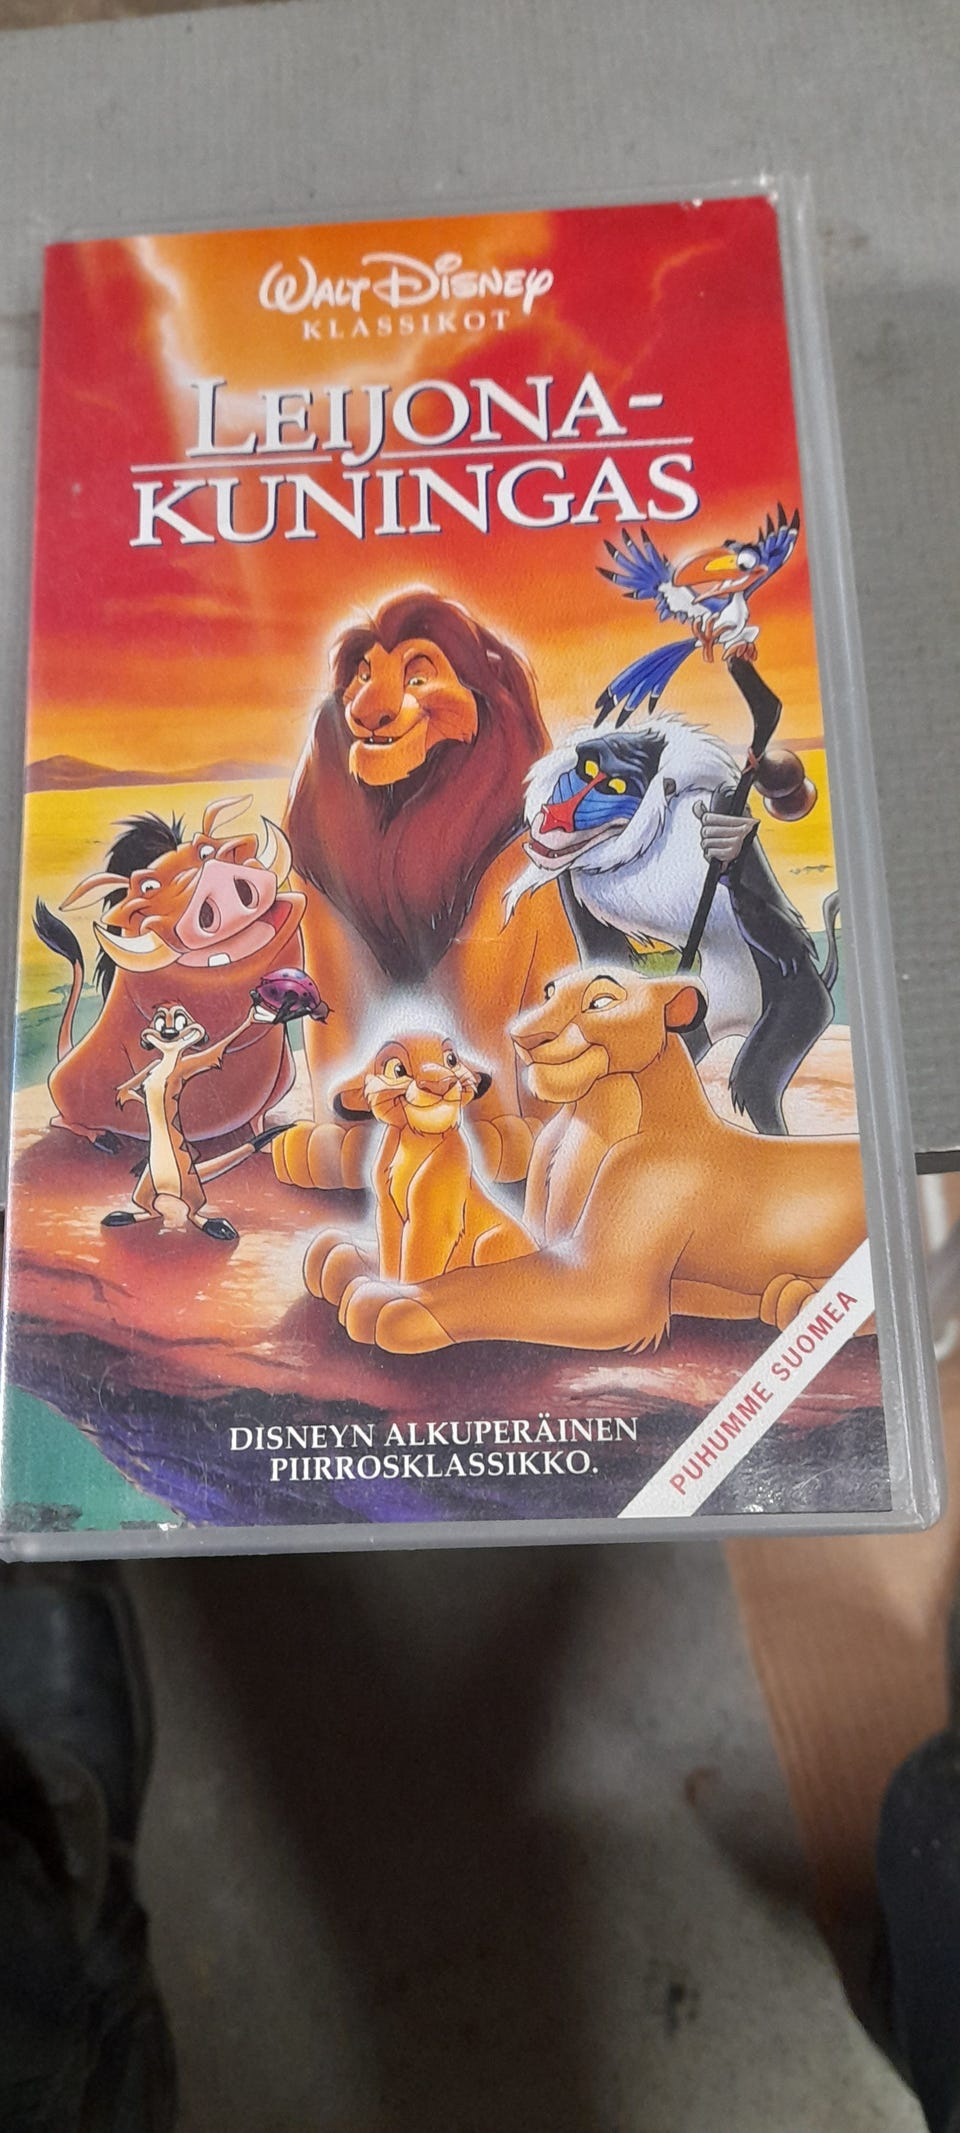 Walt Disney
KLASSIKOT
LEIJONA-
KUNINGAS
DISNEYN ALKUPERÄINEN
PIIRROSKLASSIKKO.
PUHUMME SUOMEA